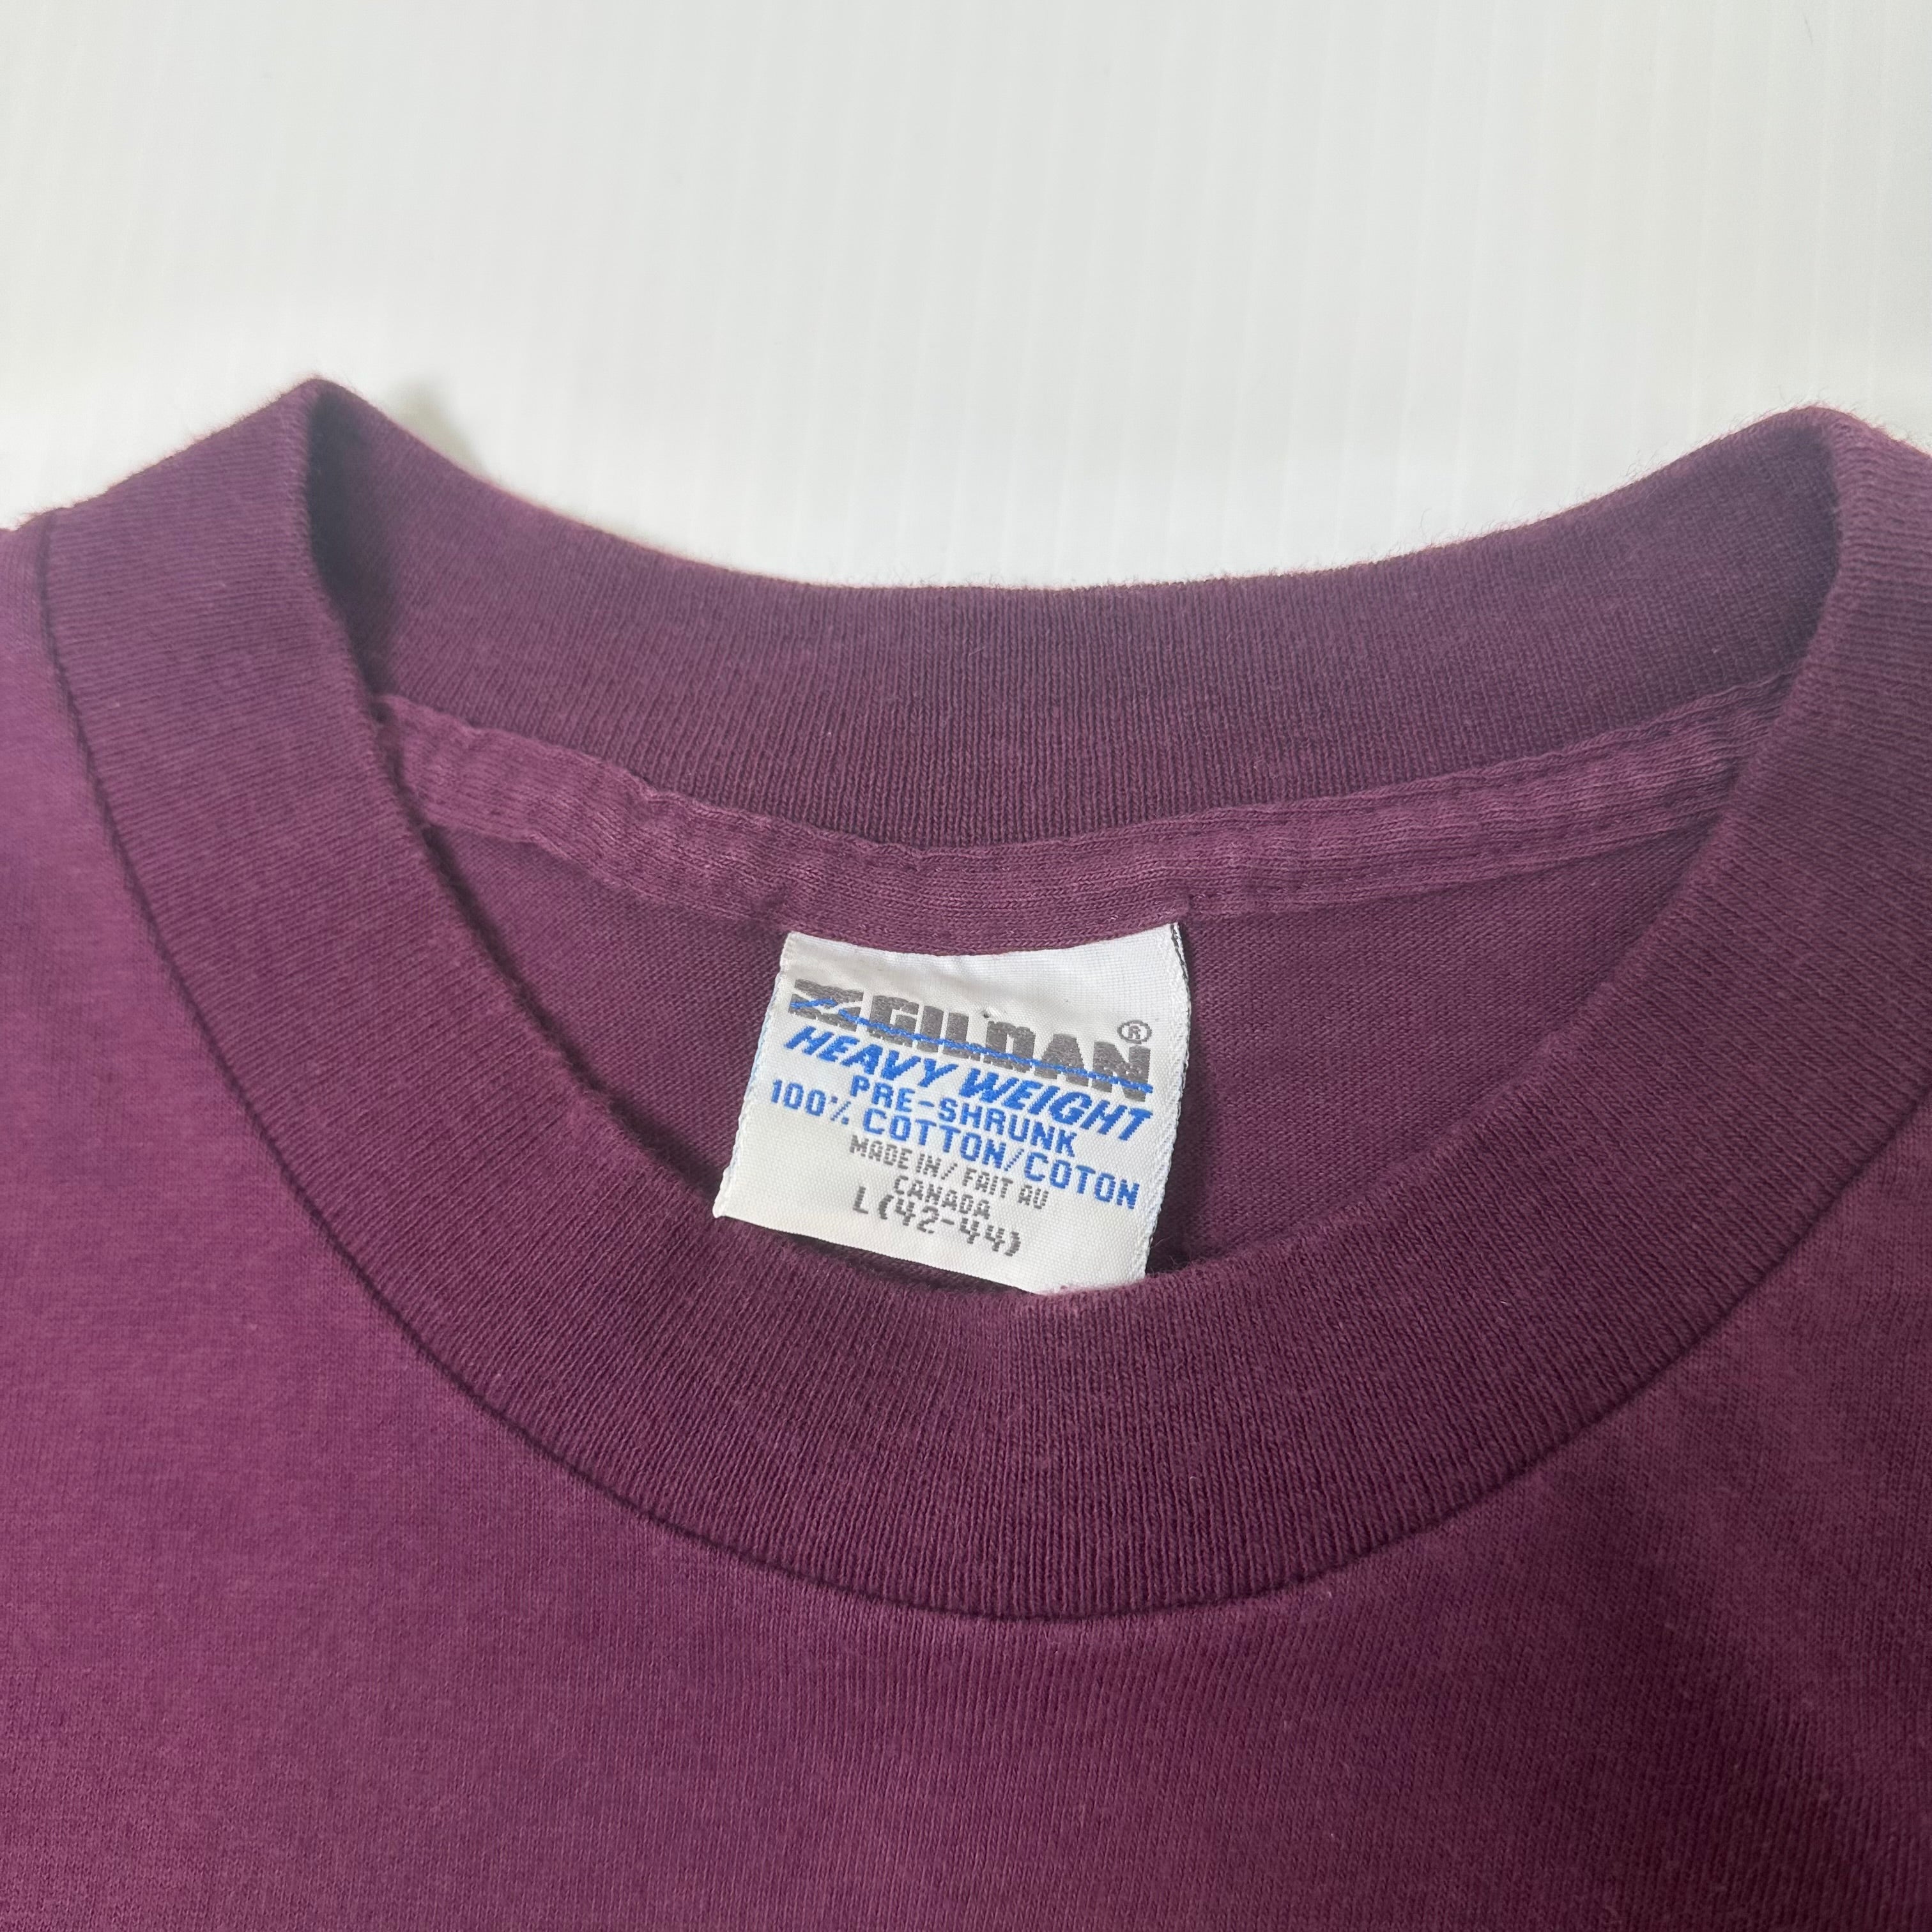 GILDAN®
HEAVY WEIGHT
PRE-SHRUNK
100% COTTON/COTON
MADE IN/FAIT AU
CANADA
L (42-44)